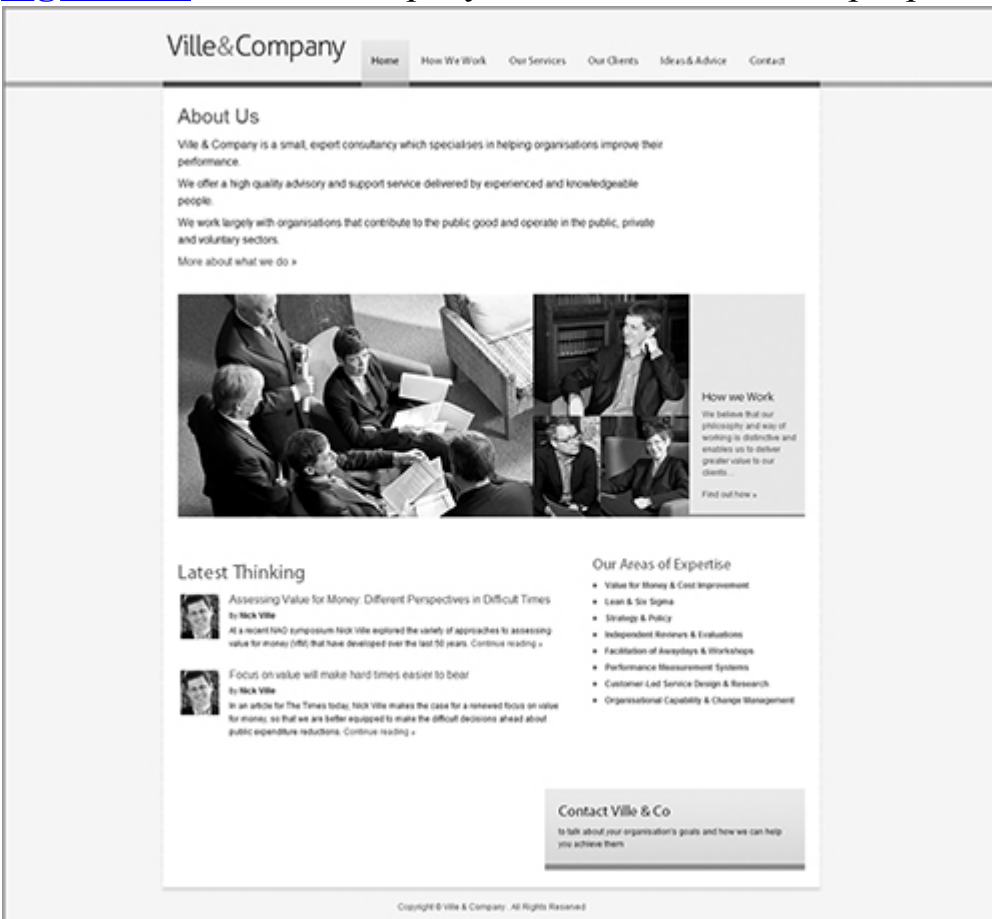 Ville&Company
Home How We Work Our Services Our Clients Ideas & Advice Contact
About Us
Ville & Company is a small, expert consultancy which specialises in helping organisations improve their
performance.
We offer a high quality advisory and support service delivered by experienced and knowledgeable
people.
We work largely with organisations that contribute to the public good and operate in the public, private
and voluntary sectors.
More about what we do »
How we Work
We believe that our
philosophy and way of
working is distinctive and
enables us to deliver
greater value to our
clients...
Find out how »
Latest Thinking
Assessing Value for Money: Different Perspectives in Difficult Times
By Nick Ville
At a recent NAO symposium Nick Ville explored the variety of approaches to assessing
value for money (VfM) that have developed over the last 50 years. Continue reading »
Focus on value will make hard times easier to bear
By Nick Ville
In an article for The Times today, Nick Ville makes the case for a renewed focus on value
for money, so that we are better equipped to make the difficult decisions ahead about
public expenditure reductions. Continue reading »
Our Areas of Expertise
• Value for Money & Cost Improvement
• Lean & Six Sigma
• Strategy & Policy
• Independent Reviews & Evaluations
• Facilitation of Awaydays & Workshops
• Performance Measurement Systems
• Customer-Led Service Design & Research
• Organisational Capability & Change Management
Contact Ville & Co
to talk about your organisation's goals and how we can help
you achieve them
Copyright © Ville & Company . All Rights Reserved